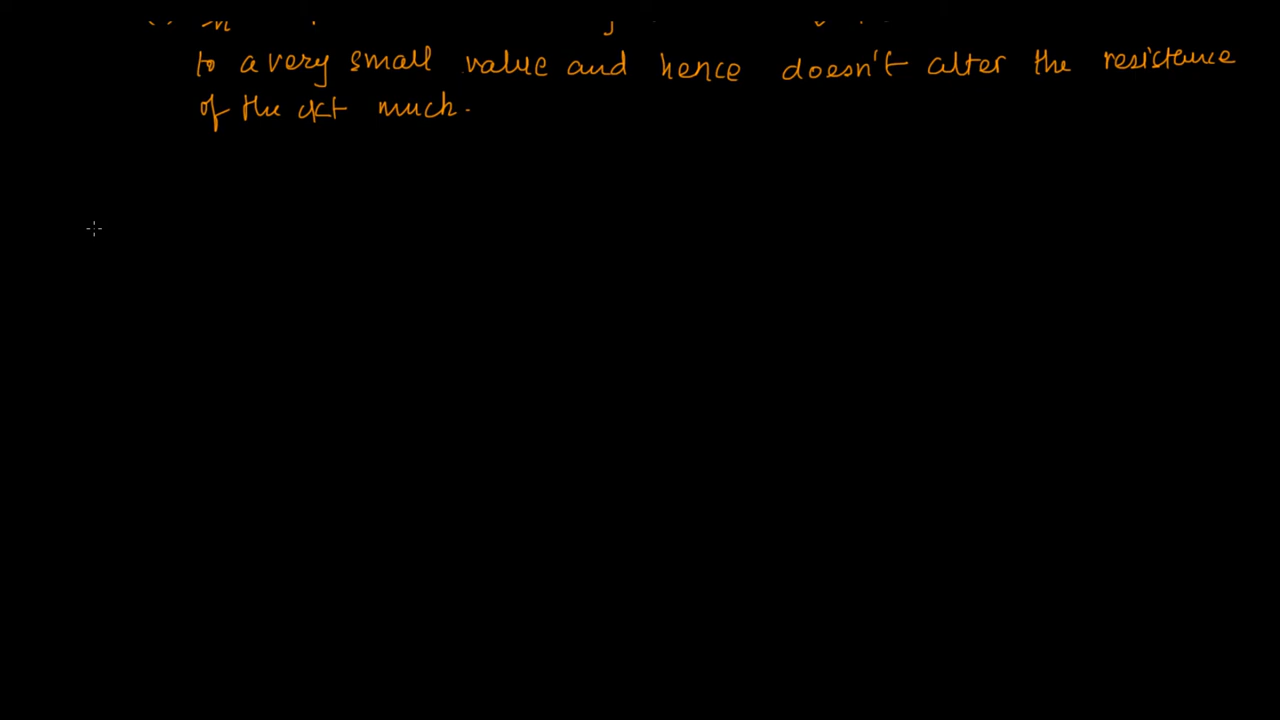 to a very small value and hence doesn't alter the resistance
of the ckt much.